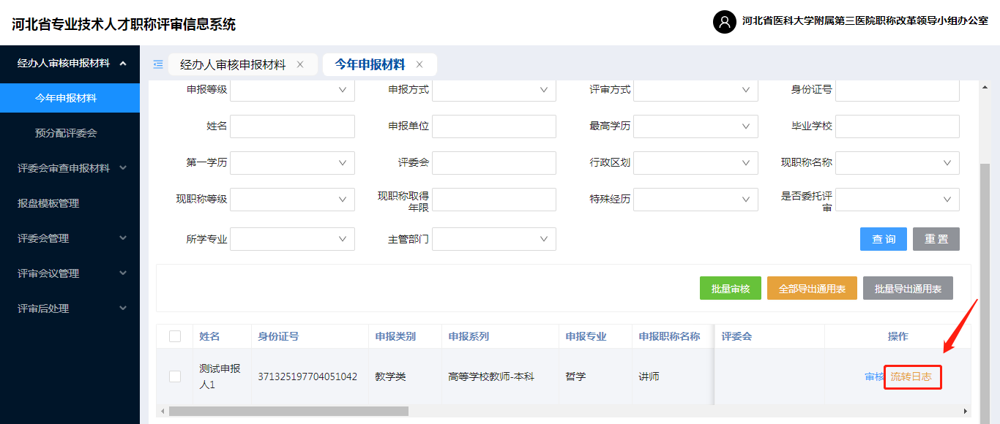 河北省专业技术人才职称评审信息系统
河北省医科大学附属第三医院职称改革领导小组办公室
经办人审核申报材料
今年申报材料
预分配评委会
评委会审查申报材料
报盘模板管理
评委会管理
评审会议管理
评审后处理
经办人审核申报材料 × 今年申报材料 ×
申报等级 申报方式 评审方式 身份证号
姓名 申报单位 最高学历 毕业学校
第一学历 评委会 行政区划 现职称名称
现职称等级 现职称取得 特殊经历 是否委托评
年限 审
所学专业 主管部门 查 询 重 置
批量审核 全部导出通用表 批量导出通用表
姓名 身份证号 申报类别 申报系列 申报专业 申报职称名称 评委会 操作
测试申报
人1 371325197704051042 教学类 高等学校教师-本科 哲学 讲师 审核 流转日志